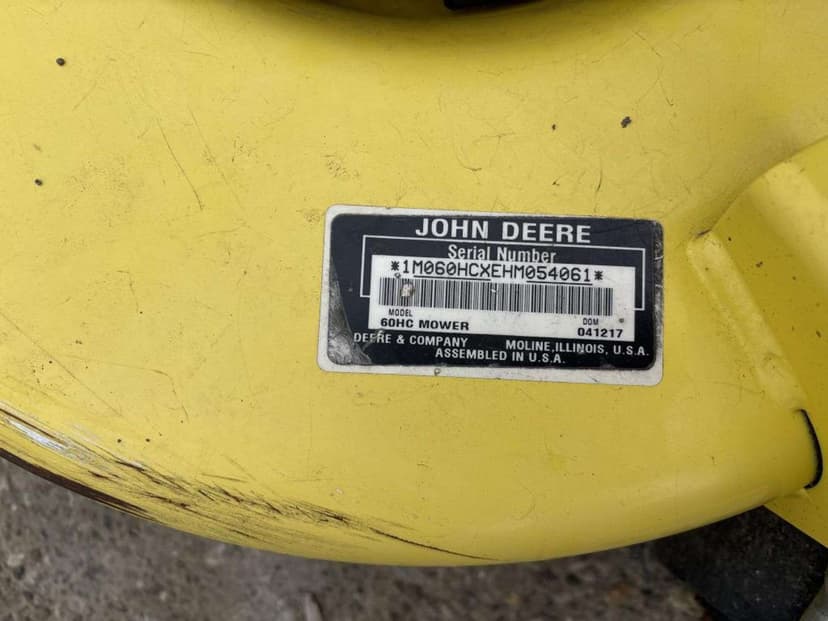 JOHN DEERE
Serial Number
*1M060HCXEHM054061*
MODEL
60HC MOWER
DOM
041217
DEERE & COMPANY MOLINE, ILLINOIS, U.S.A.
ASSEMBLED IN U.S.A.